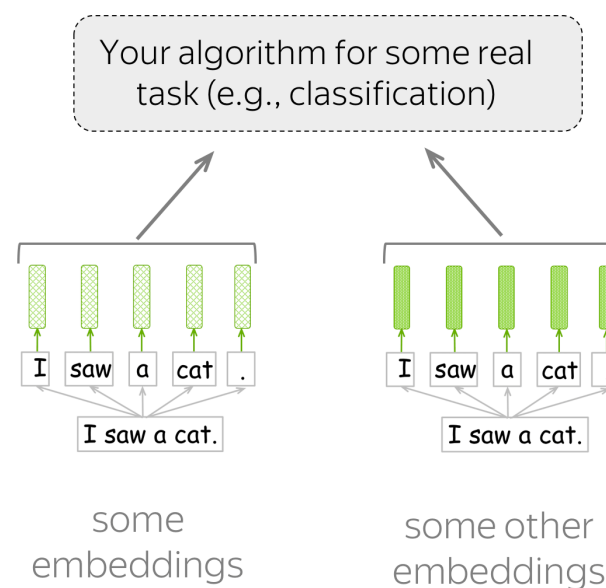 Your algorithm for some real
task (e.g., classification)
I saw a cat .
I saw a cat
I saw a cat.
I saw a cat.
some
embeddings
some other
embeddings